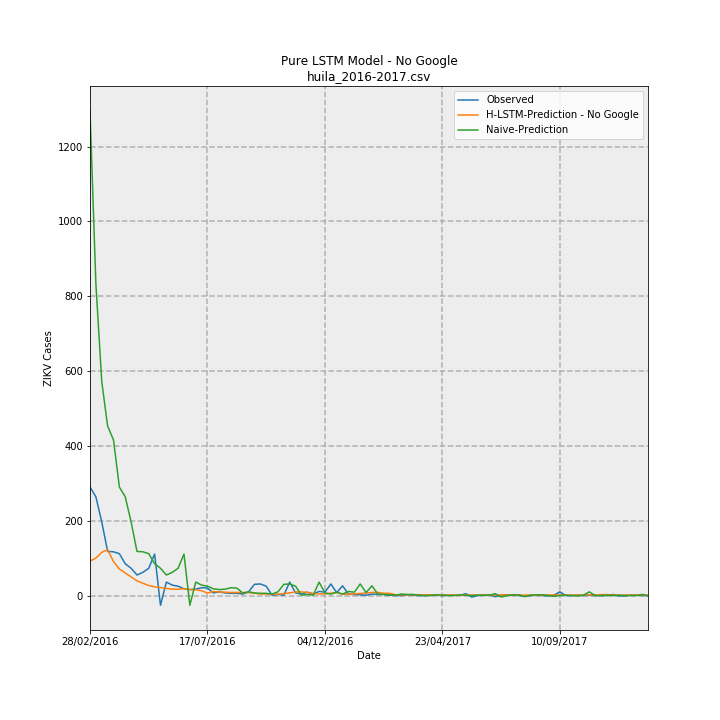 Pure LSTM Model - No Google
huila_2016-2017.csv
Observed
H-LSTM-Prediction - No Google
Naive-Prediction
1200
1000
800
600
400
200
0
ZIKV Cases
28/02/2016
17/07/2016
04/12/2016
23/04/2017
10/09/2017
Date